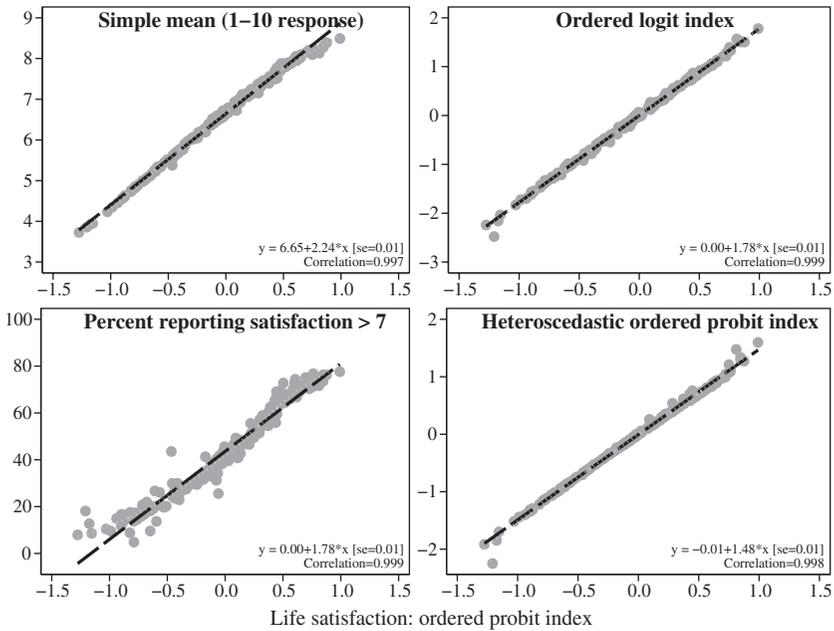 Simple mean (1–10 response)
9
8
7
6
5
4
3
y = 6.65+2.24*x [se=0.01]
Correlation=0.997
−1.5 −1.0 −0.5 0.0 0.5 1.0 1.5
Ordered logit index
2
1
0
−1
−2
−3
y = 0.00+1.78*x [se=0.01]
Correlation=0.999
−1.5 −1.0 −0.5 0.0 0.5 1.0 1.5
Percent reporting satisfaction > 7
100
80
60
40
20
0
y = 0.00+1.78*x [se=0.01]
Correlation=0.999
−1.5 −1.0 −0.5 0.0 0.5 1.0 1.5
Heteroscedastic ordered probit index
2
1
0
−1
−2
y = −0.01+1.48*x [se=0.01]
Correlation=0.998
−1.5 −1.0 −0.5 0.0 0.5 1.0 1.5
Life satisfaction: ordered probit index